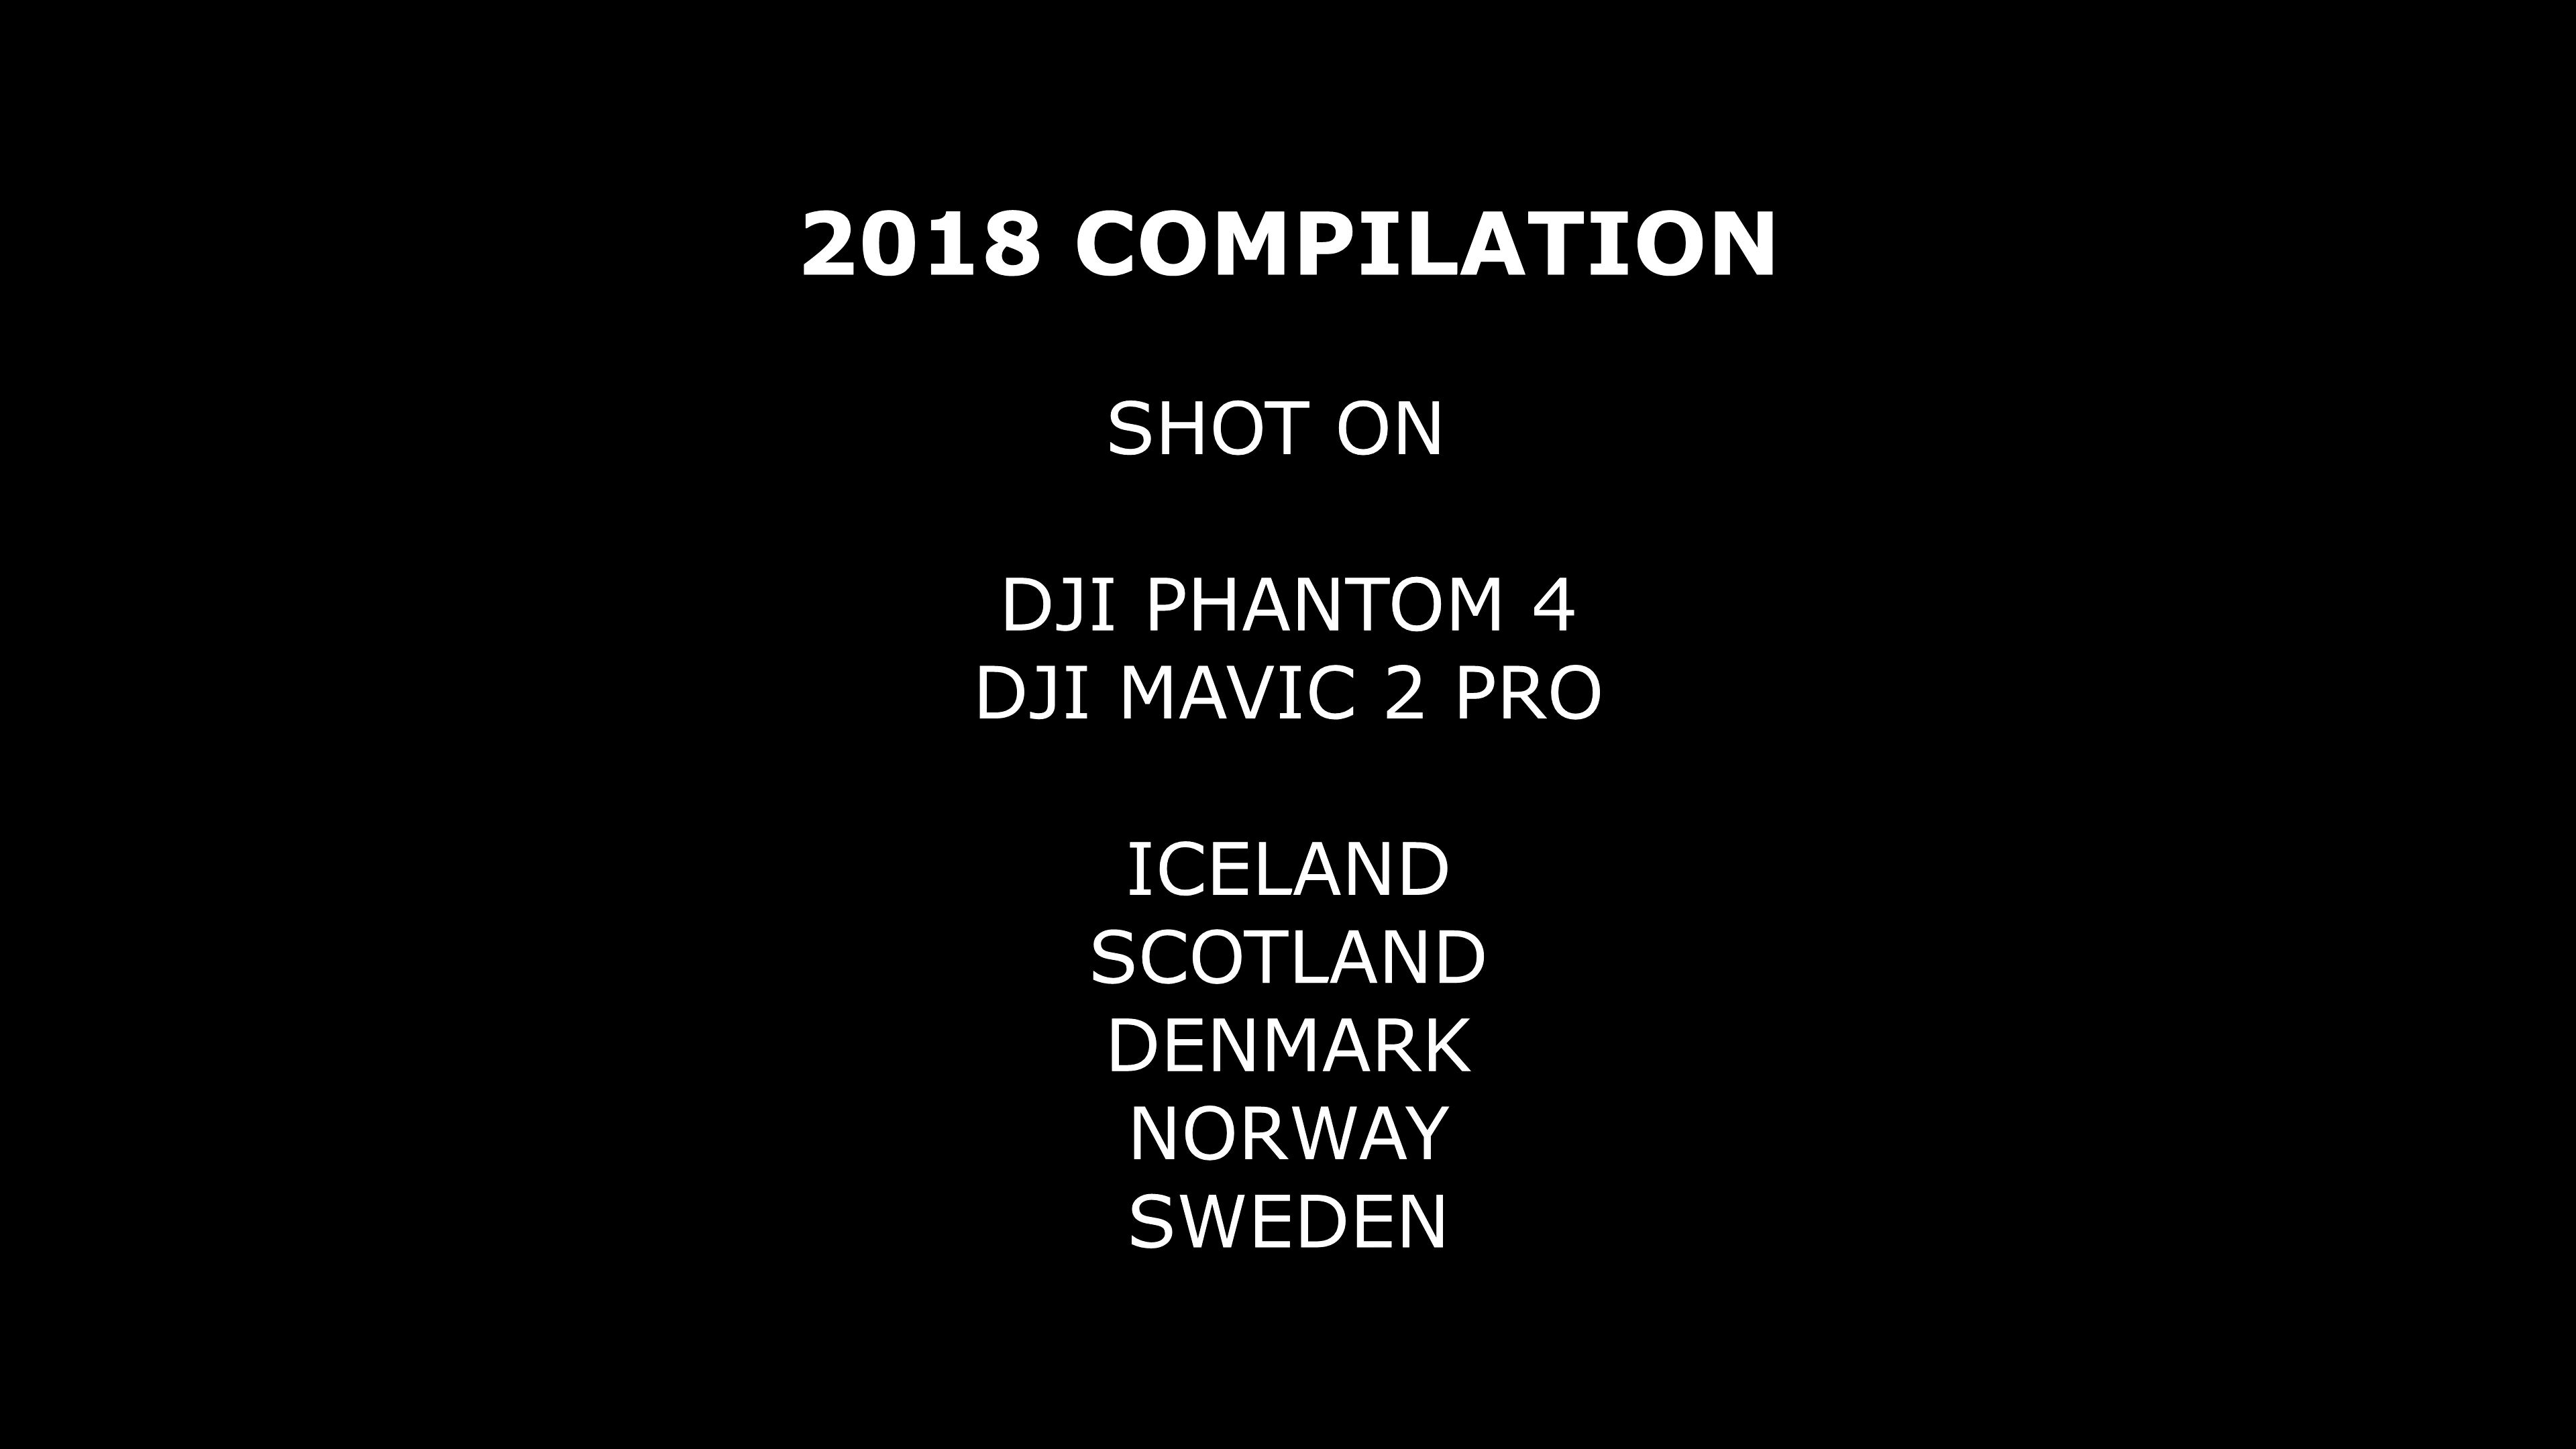 2018 COMPILATION
SHOT ON
DJI PHANTOM 4
DJI MAVIC 2 PRO
ICELAND
SCOTLAND
DENMARK
NORWAY
SWEDEN